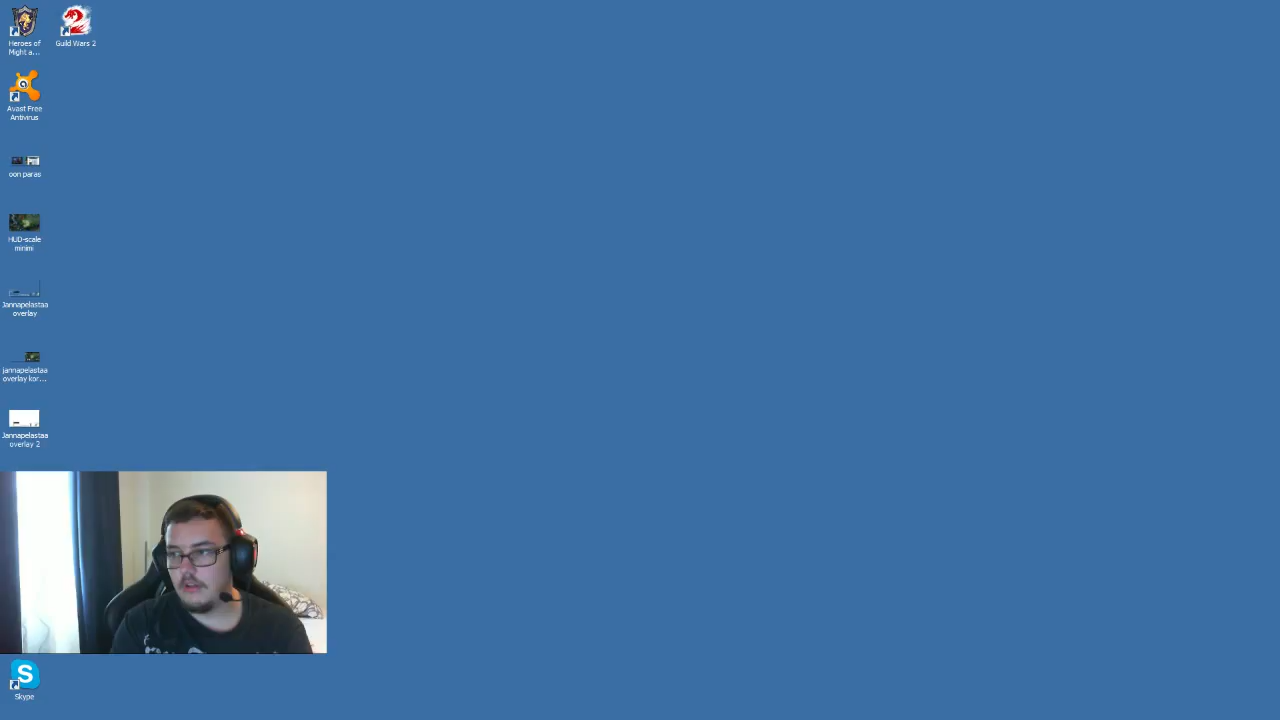 Heroes of
Might a...
Guild Wars 2
Avast Free
Antivirus
oon paras
HUD-scale
minimi
Jannapelastaa
overlay
jannapelastaa
overlay kor...
Jannapelastaa
overlay 2
Skype